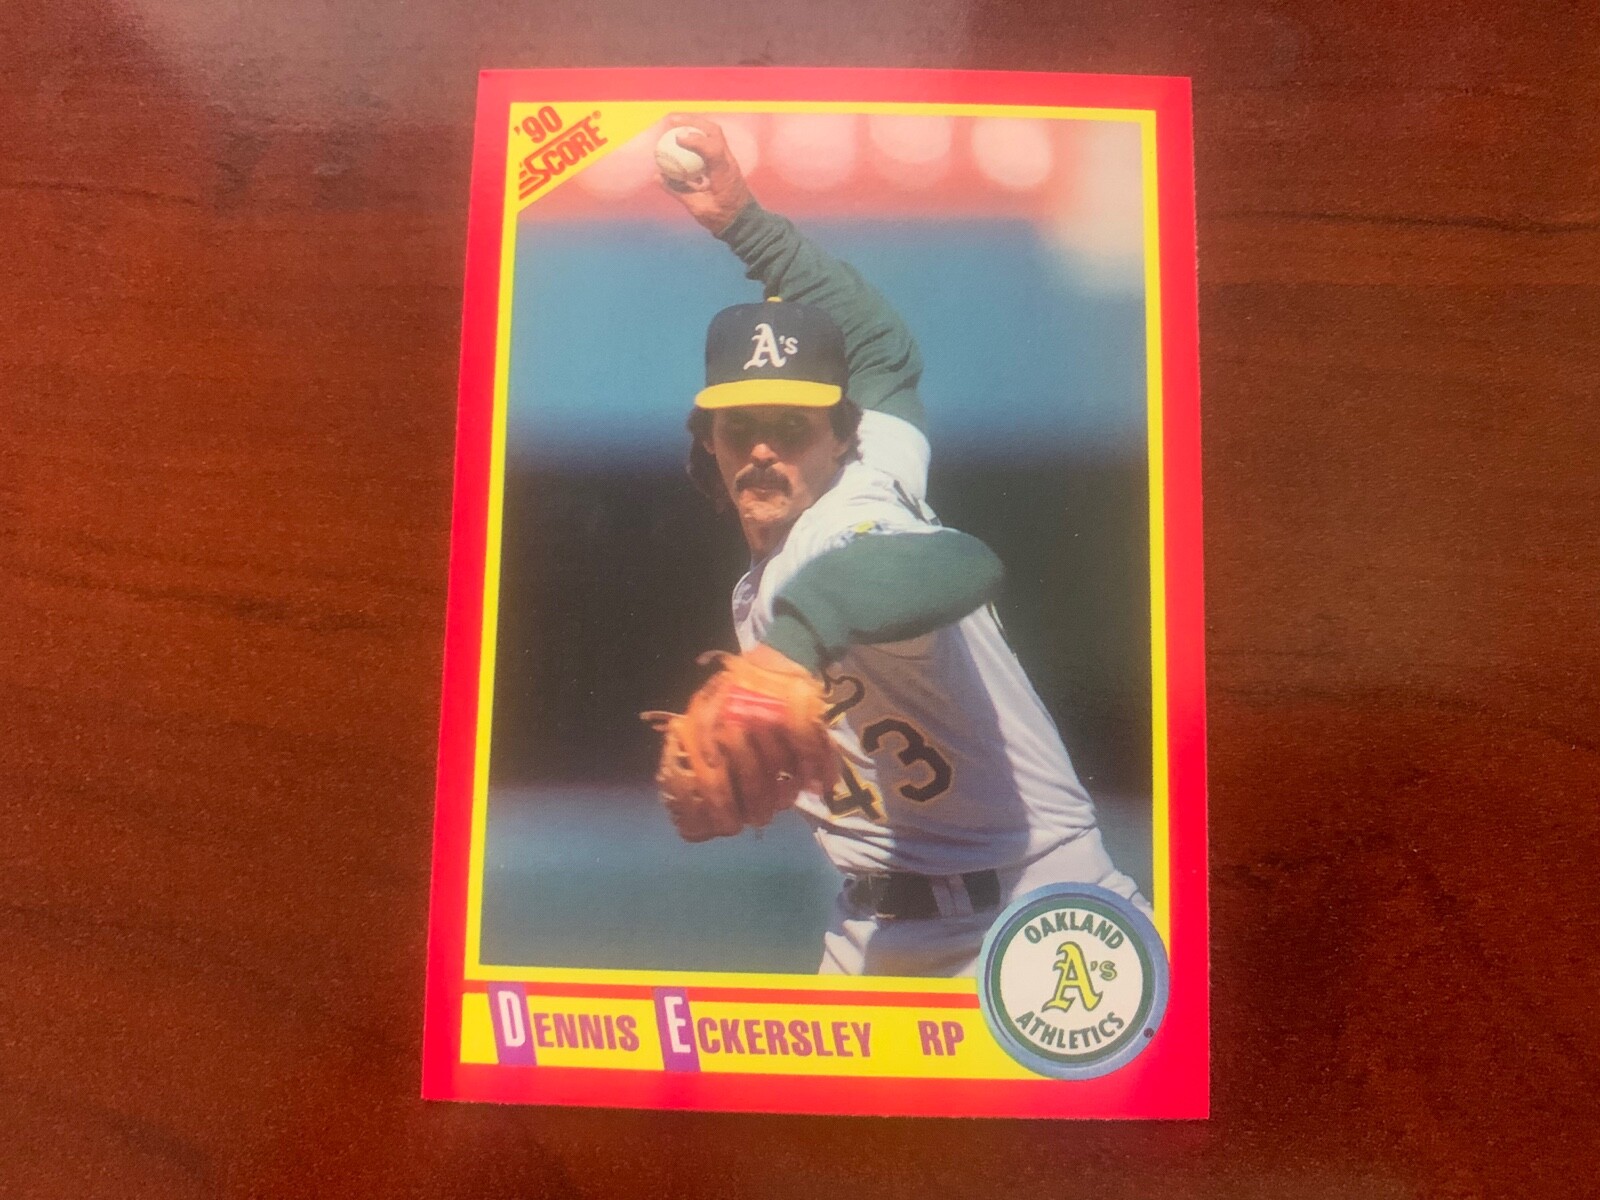 '90
SCORE®
A's
43
OAKLAND
A's
ATHLETICS
DENNIS ECKERSLEY RP